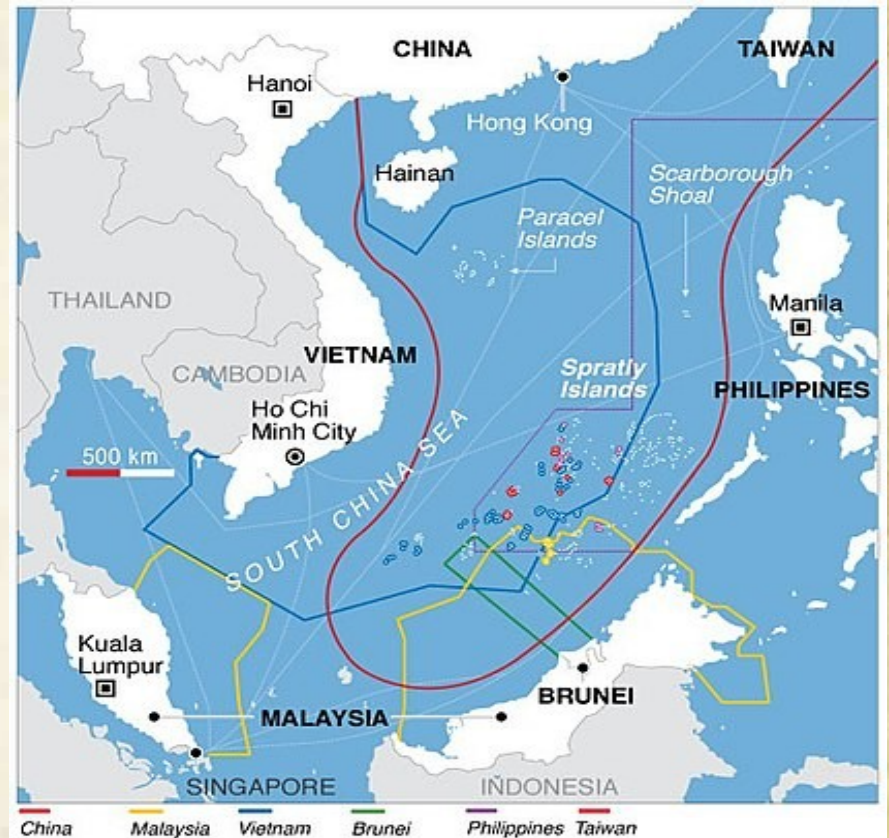 CHINA
TAIWAN
Hanoi
Hong Kong
Hainan
Scarborough
Shoal
Paracel
Islands
THAILAND
Manila
VIETNAM
CAMBODIA
Spratly
Islands
PHILIPPINES
Ho Chi
Minh City
500 km
SOUTH CHINA SEA
Kuala
Lumpur
BRUNEI
MALAYSIA
SINGAPORE
INDONESIA
China
Malaysia
Vietnam
Brunei
Philippines
Taiwan